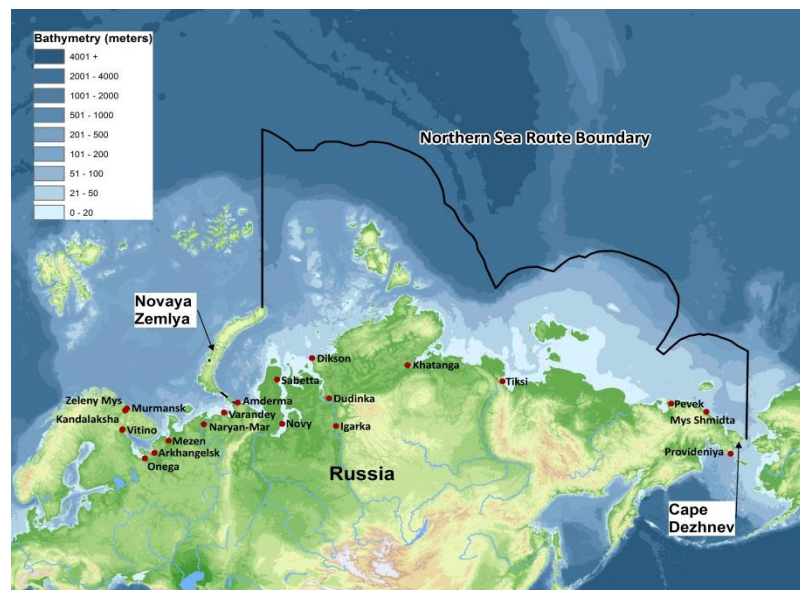 Bathymetry (meters)
4001 +
2001 - 4000
1001 - 2000
501 - 1000
201 - 500
101 - 200
51 - 100
21 - 50
0 - 20
Northern Sea Route Boundary
Novaya
Zemlya
Dikson
Khatanga
Sabetta
Tiksi
Zeleny Mys
Amderma
Dudinka
Murmansk
Pevek
Kandalaksha
Varandey
Mys Shmidta
Vitino
Naryan-Mar
Novy
Igarka
Mezen
Arkhangelsk
Provideniya
Onega
Russia
Cape
Dezhnev